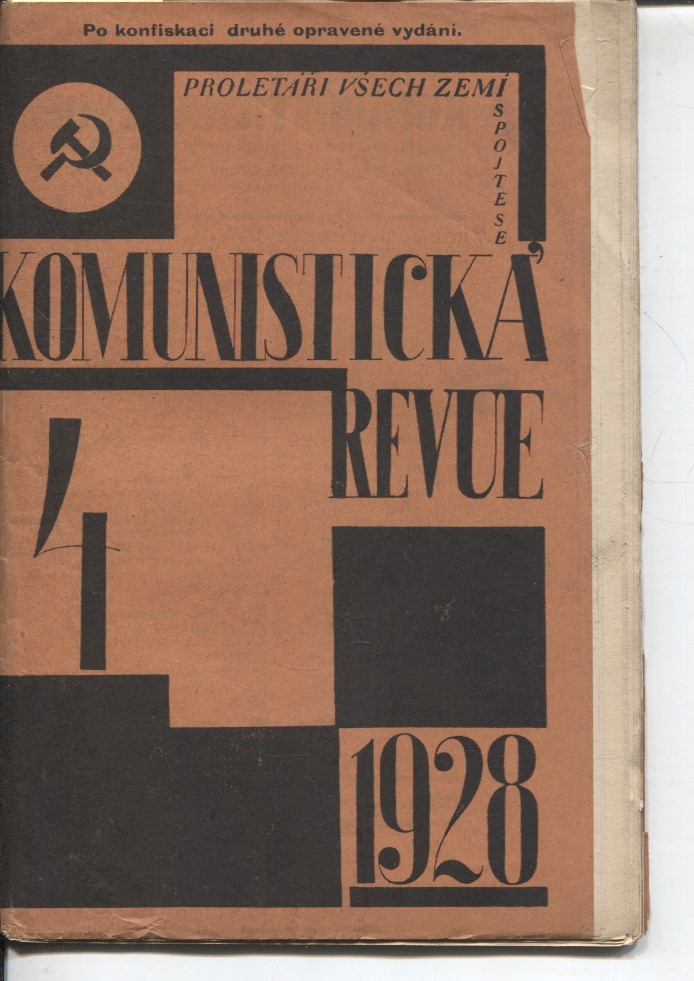 Po konfiskaci druhé opravené vydání.
PROLETÁŘI VŠECH ZEMÍ
SPOJTE SE
KOMUNISTICKÁ
REVUE
4
1928